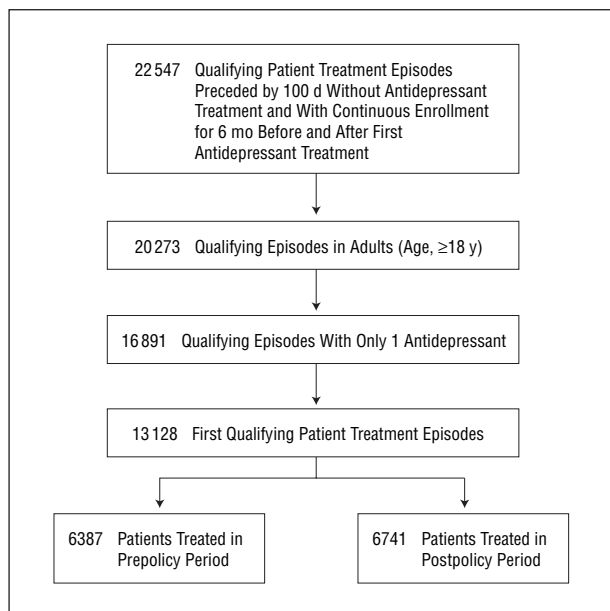 22 547 Qualifying Patient Treatment Episodes
Preceded by 100 d Without Antidepressant
Treatment and With Continuous Enrollment
for 6 mo Before and After First
Antidepressant Treatment
20 273 Qualifying Episodes in Adults (Age, ≥18 y)
16 891 Qualifying Episodes With Only 1 Antidepressant
13 128 First Qualifying Patient Treatment Episodes
6387 Patients Treated in
Prepolicy Period
6741 Patients Treated in
Postpolicy Period